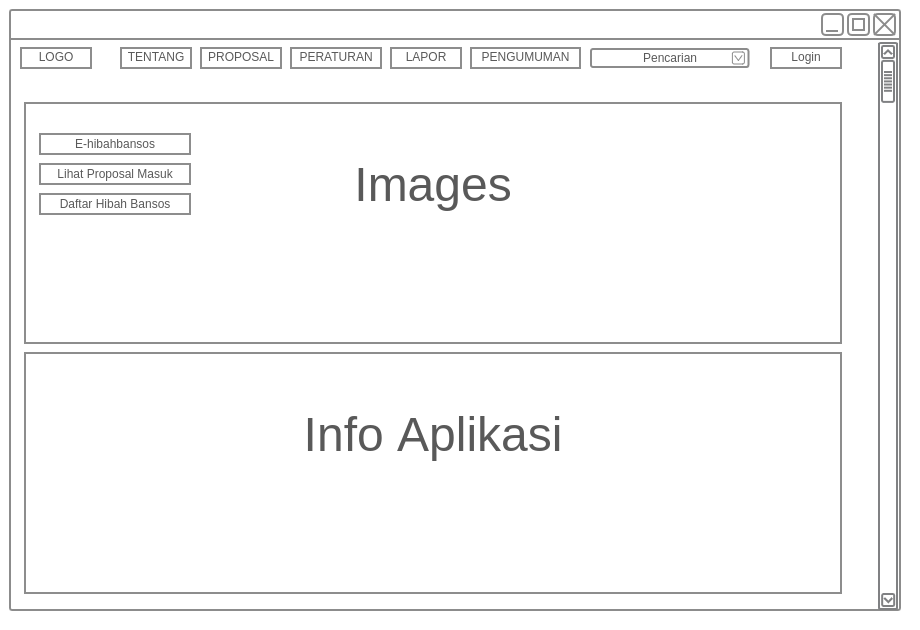 LOGO
TENTANG
PROPOSAL
PERATURAN
LAPOR
PENGUMUMAN
Pencarian
Login
E-hibahbansos
Lihat Proposal Masuk
Daftar Hibah Bansos
Images
Info Aplikasi